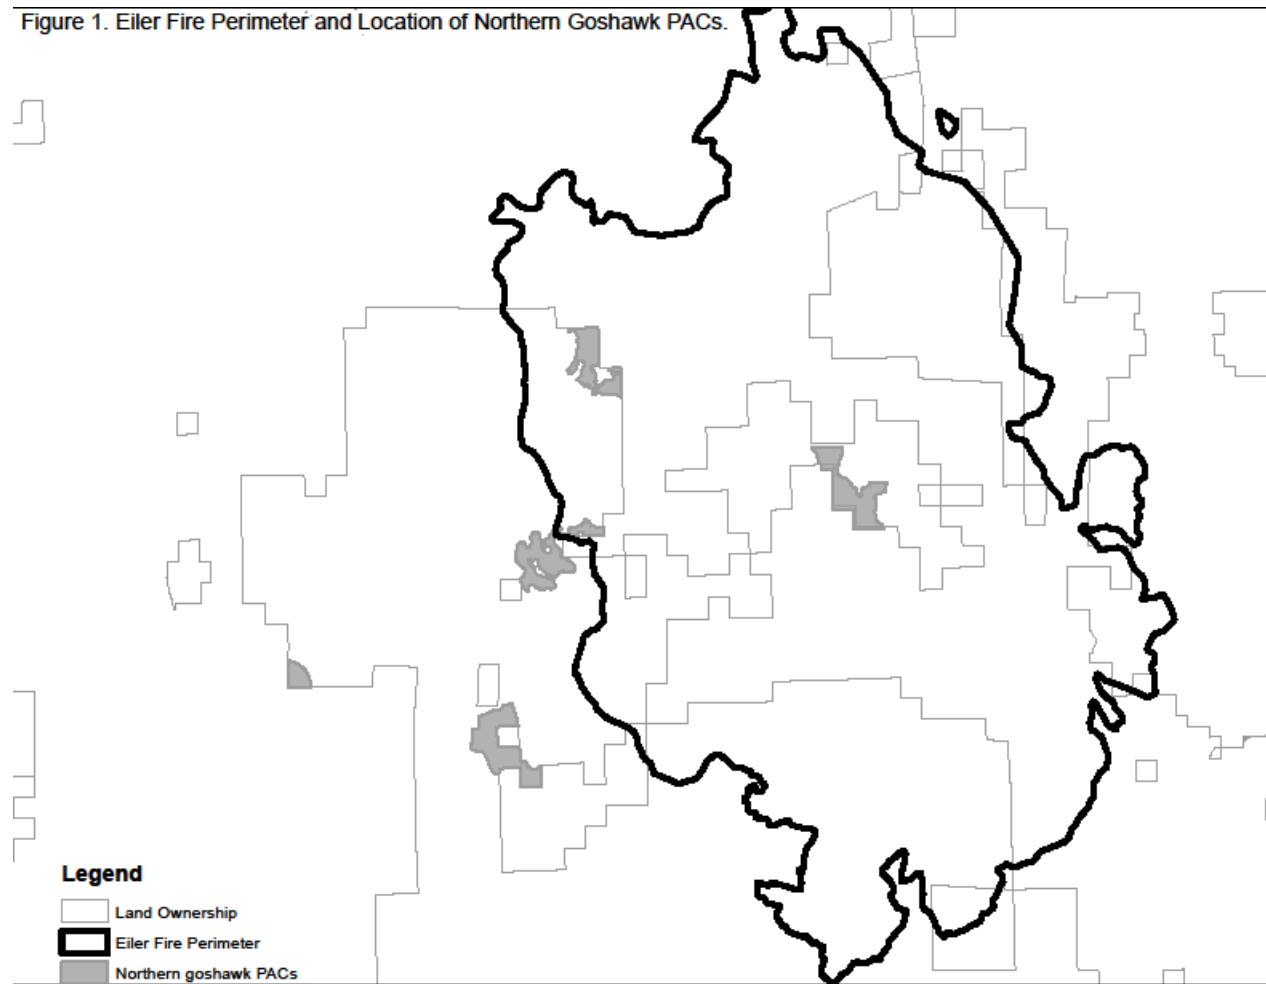 Figure 1. Eiler Fire Perimeter and Location of Northern Goshawk PACs.
Legend
Land Ownership
Eiler Fire Perimeter
Northern goshawk PACs